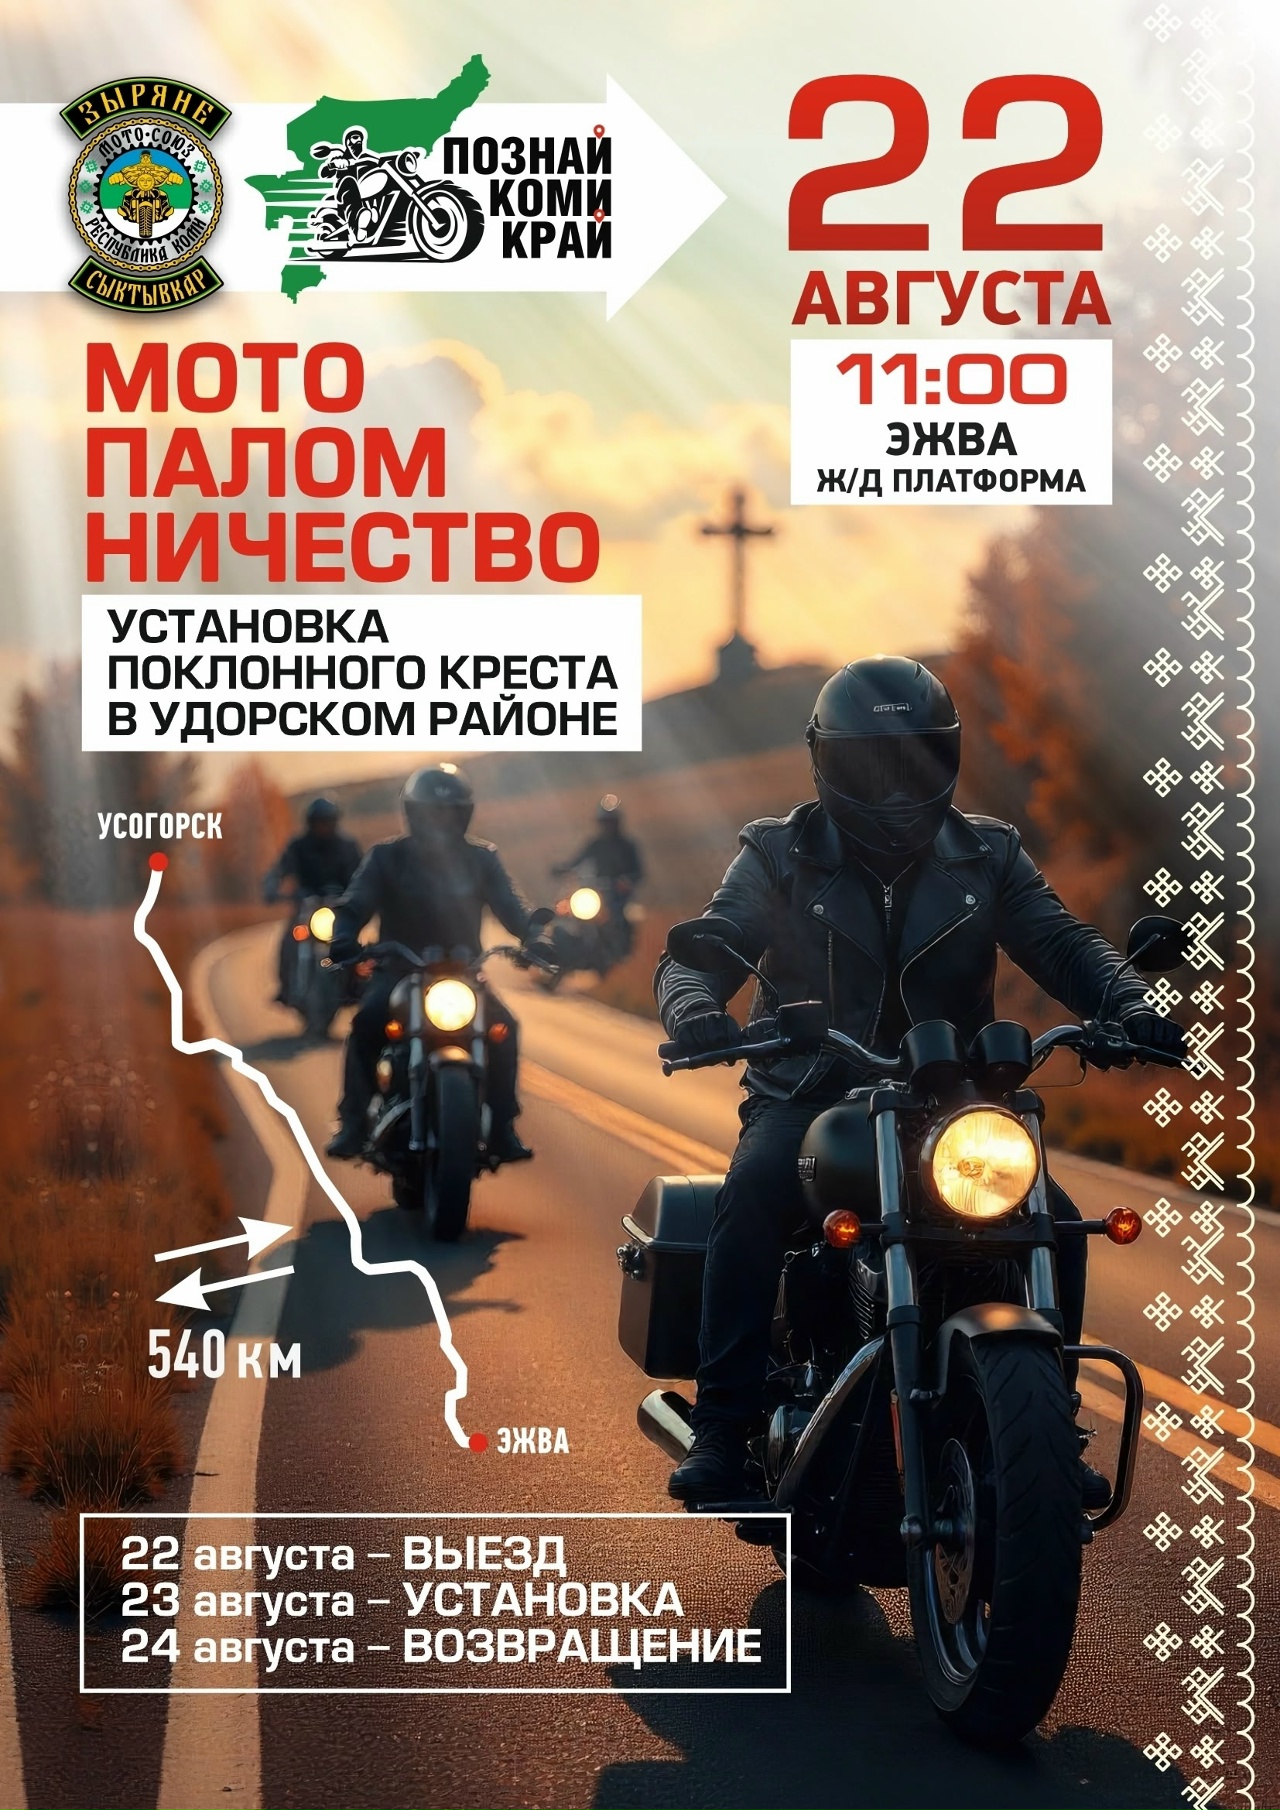 ЗЫРЯНЕ
МОТО·СОЮЗ
РЕСПУБЛИКА КОМИ
СЫКТЫВКАР
ПОЗНАЙ
КОМИ
КРАЙ
22
АВГУСТА
11:00
ЭЖВА
Ж/Д ПЛАТФОРМА
МОТО
ПАЛОМ
НИЧЕСТВО
УСТАНОВКА
ПОКЛОННОГО КРЕСТА
В УДОРСКОМ РАЙОНЕ
УСОГОРСК
540 км
ЭЖВА
22 августа – ВЫЕЗД
23 августа – УСТАНОВКА
24 августа – ВОЗВРАЩЕНИЕ